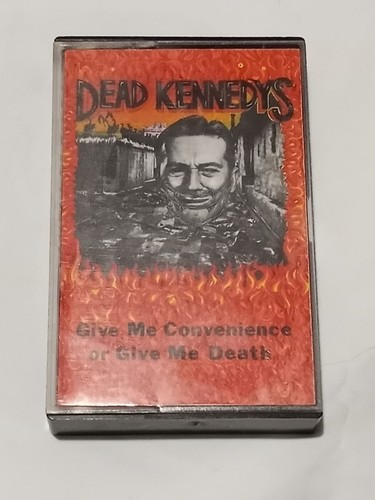 DEAD KENNEDYS
Give Me Convenience
or Give Me Death